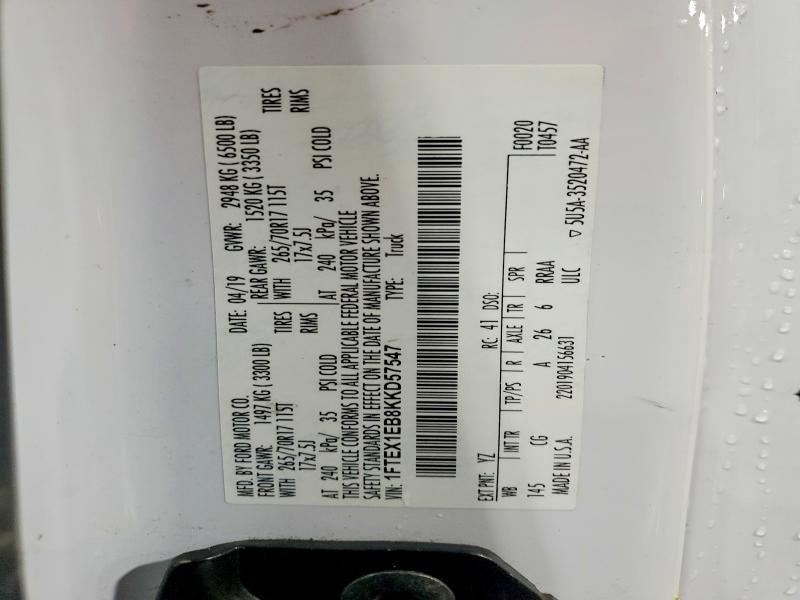 MFD. BY FORD MOTOR CO.
DATE: 04/19 GVWR: 2948 KG ( 6500 LB)
FRONT GAWR: 1497 KG ( 3300 LB) REAR GAWR: 1520 KG ( 3350 LB)
WITH 265/70R17 115T TIRES WITH 265/70R17 115T TIRES
17x7.5J RIMS 17x7.5J RIMS
AT 240 kPa/ 35 PSI COLD AT 240 kPa/ 35 PSI COLD
THIS VEHICLE CONFORMS TO ALL APPLICABLE FEDERAL MOTOR VEHICLE
SAFETY STANDARDS IN EFFECT ON THE DATE OF MANUFACTURE SHOWN ABOVE.
VIN: 1FTEX1EB8KKD57547 TYPE: Truck
EXT PNT: YZ RC: 41 DSO: F0020
WB INT TR TP/PS R AXLE TR SPR T0457
145 CG A 26 6 RRAA
MADE IN U.S.A. 22019041S6631 ULC
▽ 5U5A-3520472-AA